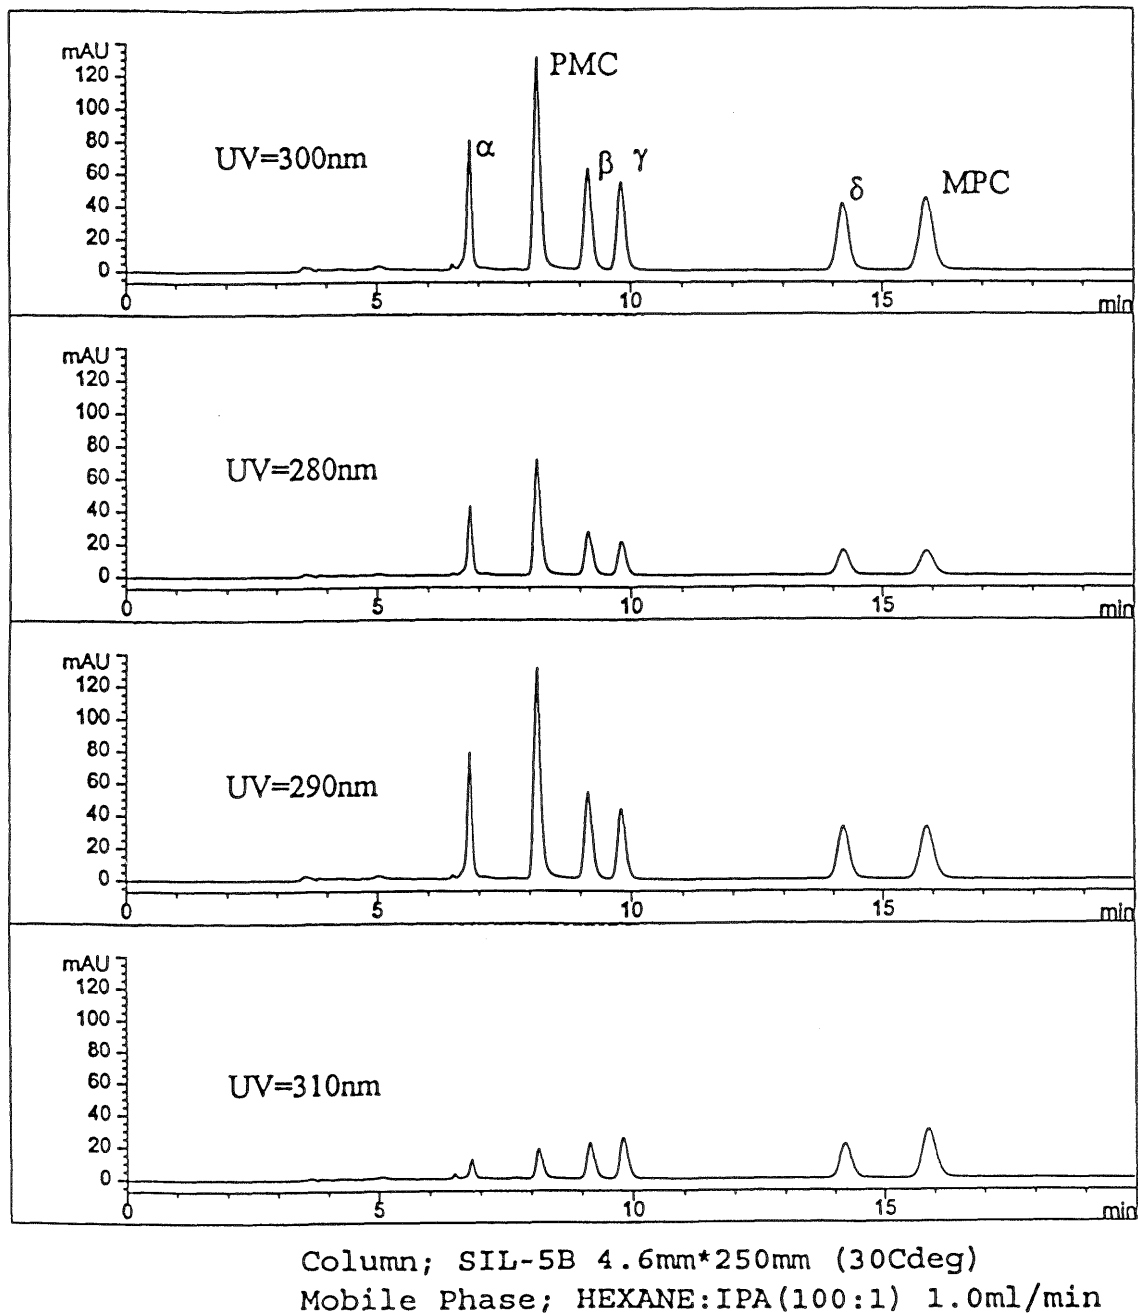 mAU
120
100
80
60
40
20
0
UV=300nm
α
PMC
β
γ
δ
MPC
0 5 10 15 min
mAU
120
100
80
60
40
20
0
UV=280nm
0 5 10 15 min
mAU
120
100
80
60
40
20
0
UV=290nm
0 5 10 15 min
mAU
120
100
80
60
40
20
0
UV=310nm
0 5 10 15 min
Column; SIL-5B 4.6mm*250mm (30Cdeg)
Mobile Phase; HEXANE:IPA(100:1) 1.0ml/min